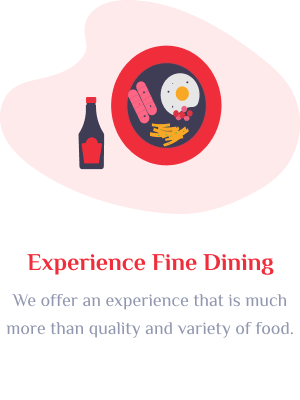 Experience Fine Dining
We offer an experience that is much
more than quality and variety of food.